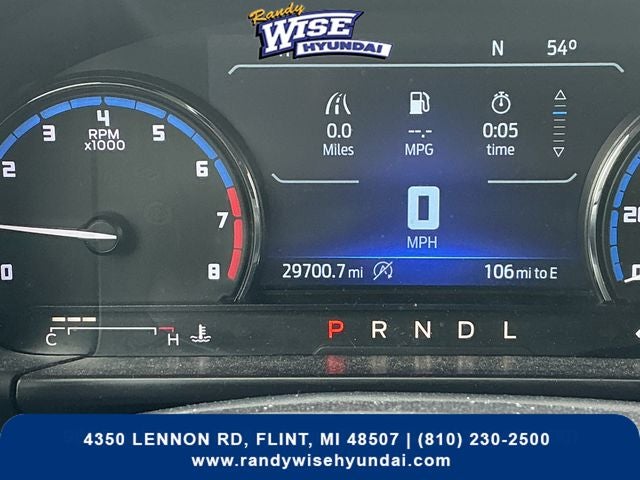 Randy
WISE
HYUNDAI
N 54°
0.0 --.- 0:05
Miles MPG time
2 3 4 5 6 7 8 0
RPM
x1000
0
MPH
20
29700.7 mi 106 mi to E
C H
P R N D L
4350 LENNON RD, FLINT, MI 48507 | (810) 230-2500
www.randywisehyundai.com